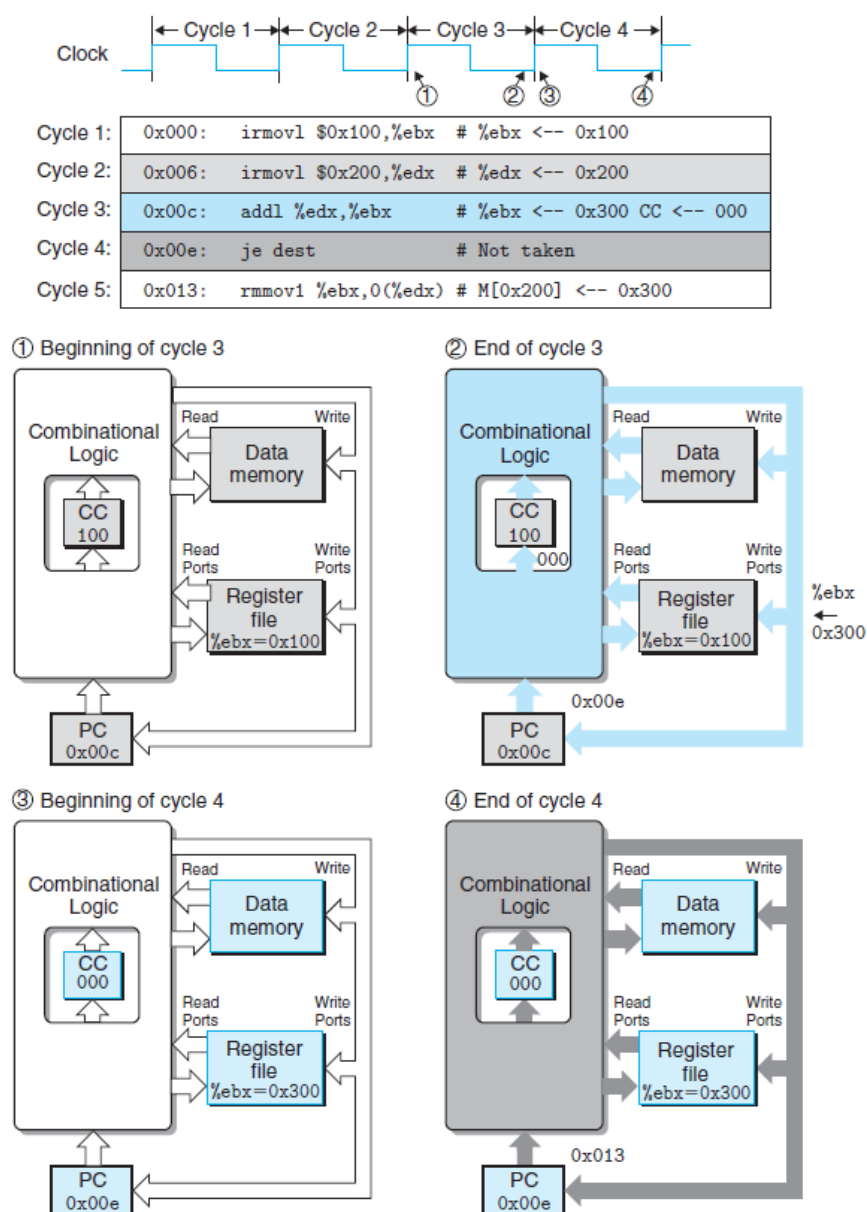 Cycle 1 Cycle 2 Cycle 3 Cycle 4
Clock
① ② ③ ④
Cycle 1: 0x000: irmovl $0x100,%ebx # %ebx <-- 0x100
Cycle 2: 0x006: irmovl $0x200,%edx # %edx <-- 0x200
Cycle 3: 0x00c: addl %edx,%ebx # %ebx <-- 0x300 CC <-- 000
Cycle 4: 0x00e: je dest # Not taken
Cycle 5: 0x013: rmmovl %ebx,0(%edx) # M[0x200] <-- 0x300
① Beginning of cycle 3
Combinational
Logic
Read
Write
Data
memory
CC
100
Read
Ports
Write
Ports
Register
file
%ebx=0x100
PC
0x00c
② End of cycle 3
Combinational
Logic
Read
Write
Data
memory
CC
100
000
Read
Ports
Write
Ports
Register
file
%ebx=0x100
%ebx
←
0x300
0x00e
PC
0x00c
③ Beginning of cycle 4
Combinational
Logic
Read
Write
Data
memory
CC
000
Read
Ports
Write
Ports
Register
file
%ebx=0x300
PC
0x00e
④ End of cycle 4
Combinational
Logic
Read
Write
Data
memory
CC
000
Read
Ports
Write
Ports
Register
file
%ebx=0x300
0x013
PC
0x00e